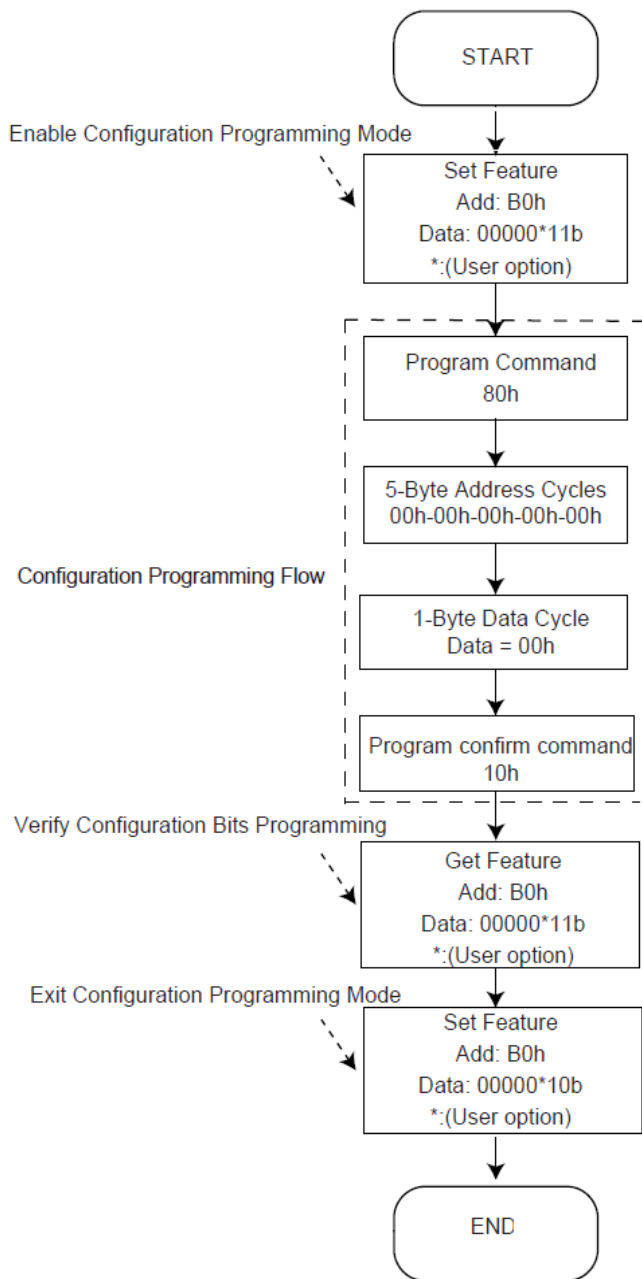 START
Enable Configuration Programming Mode
Set Feature
Add: B0h
Data: 00000*11b
*:(User option)
Program Command
80h
5-Byte Address Cycles
00h-00h-00h-00h-00h
Configuration Programming Flow
1-Byte Data Cycle
Data = 00h
Program confirm command
10h
Verify Configuration Bits Programming
Get Feature
Add: B0h
Data: 00000*11b
*:(User option)
Exit Configuration Programming Mode
Set Feature
Add: B0h
Data: 00000*10b
*:(User option)
END